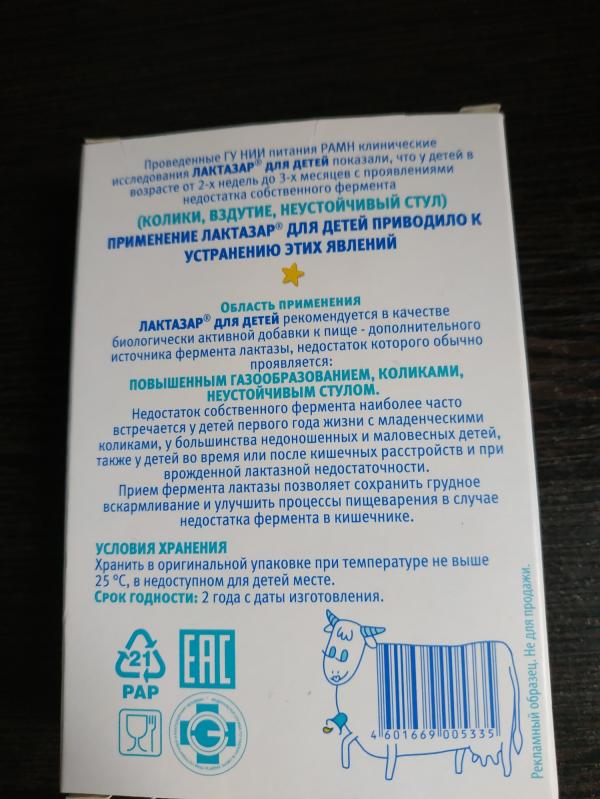 Проведенные ГУ НИИ питания РАМН клинические
исследования ЛАКТАЗАР® ДЛЯ ДЕТЕЙ показали, что у детей в
возрасте от 2-х недель до 3-х месяцев с проявлениями
недостатка собственного фермента
(КОЛИКИ, ВЗДУТИЕ, НЕУСТОЙЧИВЫЙ СТУЛ)
ПРИМЕНЕНИЕ ЛАКТАЗАР® ДЛЯ ДЕТЕЙ ПРИВОДИЛО К
УСТРАНЕНИЮ ЭТИХ ЯВЛЕНИЙ
ОБЛАСТЬ ПРИМЕНЕНИЯ
ЛАКТАЗАР® ДЛЯ ДЕТЕЙ рекомендуется в качестве
биологически активной добавки к пище - дополнительного
источника фермента лактазы, недостаток которого обычно
проявляется:
ПОВЫШЕННЫМ ГАЗООБРАЗОВАНИЕМ, КОЛИКАМИ,
НЕУСТОЙЧИВЫМ СТУЛОМ.
Недостаток собственного фермента наиболее часто
встречается у детей первого года жизни с младенческими
коликами, у большинства недоношенных и маловесных детей,
также у детей во время или после кишечных расстройств и при
врожденной лактазной недостаточности.
Прием фермента лактазы позволяет сохранить грудное
вскармливание и улучшить процессы пищеварения в случае
недостатка фермента в кишечнике.
УСЛОВИЯ ХРАНЕНИЯ
Хранить в оригинальной упаковке при температуре не выше
25 °С, в недоступном для детей месте.
СРОК ГОДНОСТИ: 2 года с даты изготовления.
21
PAP
EAC
4 601669 005335
Рекламный образец. Не для продажи.